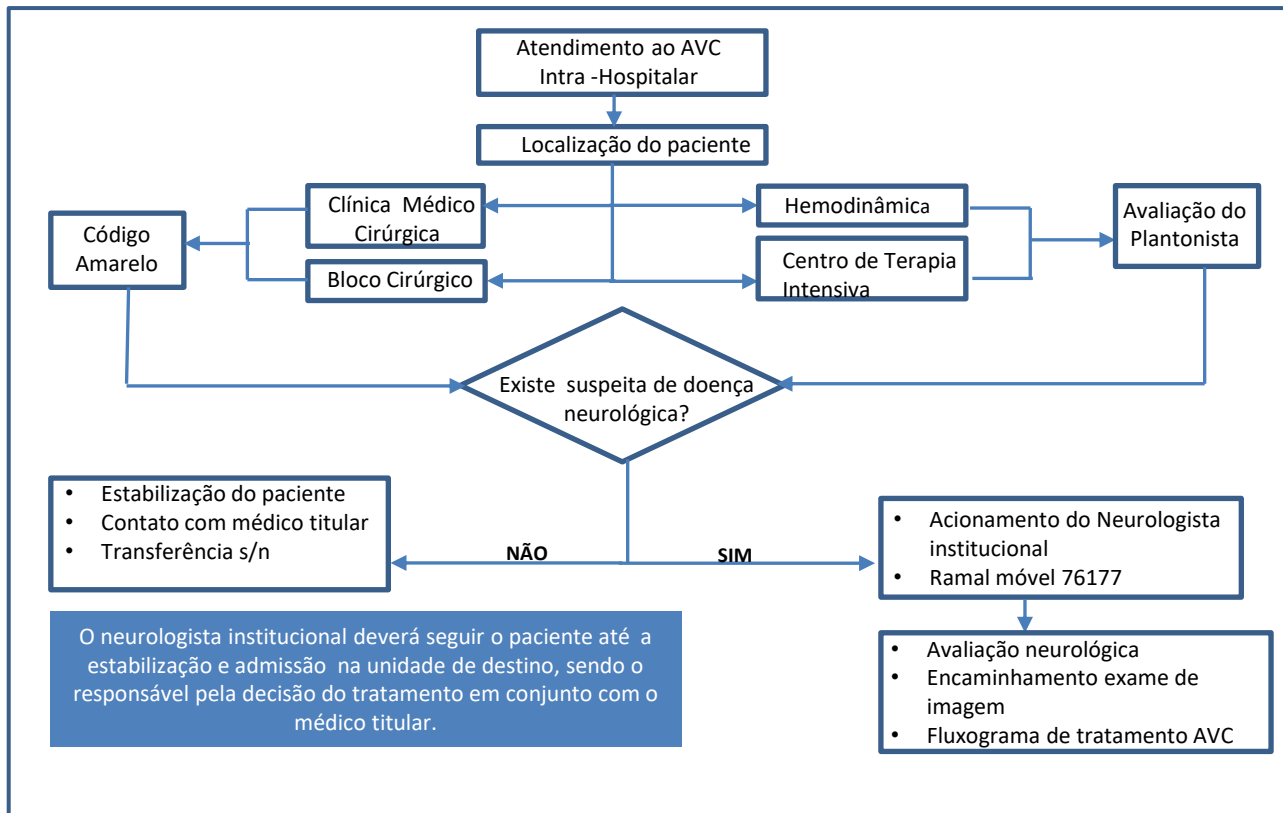 Atendimento ao AVC
Intra -Hospitalar
Localização do paciente
Clínica Médico
Cirúrgica
Hemodinâmica
Código
Amarelo
Avaliação do
Plantonista
Bloco Cirúrgico
Centro de Terapia
Intensiva
Existe suspeita de doença
neurológica?
• Estabilização do paciente
• Contato com médico titular
• Transferência s/n
NÃO
SIM
• Acionamento do Neurologista
institucional
• Ramal móvel 76177
O neurologista institucional deverá seguir o paciente até a
estabilização e admissão na unidade de destino, sendo o
responsável pela decisão do tratamento em conjunto com o
médico titular.
• Avaliação neurológica
• Encaminhamento exame de
imagem
• Fluxograma de tratamento AVC